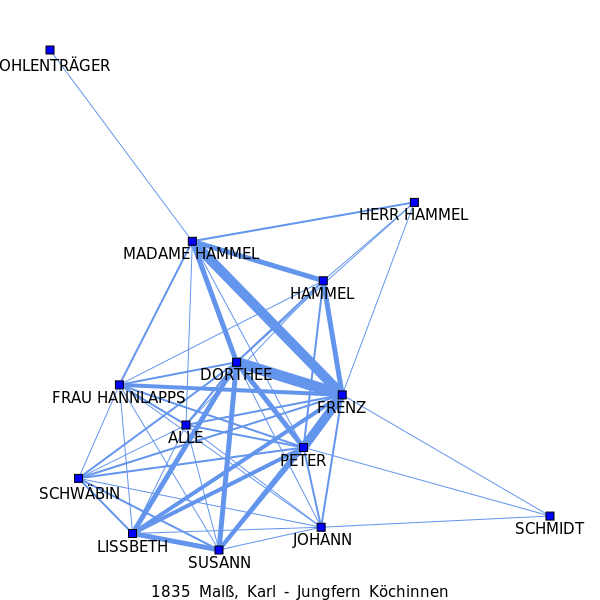 OHLENTRÄGER
HERR HAMMEL
MADAME HAMMEL
HAMMEL
DORTHEE
FRAU HANNLAPPS
FRENZ
ALLE
PETER
SCHWÄBIN
SCHMIDT
JOHANN
LISSBETH
SUSANN
1835 Malß, Karl - Jungfern Köchinnen